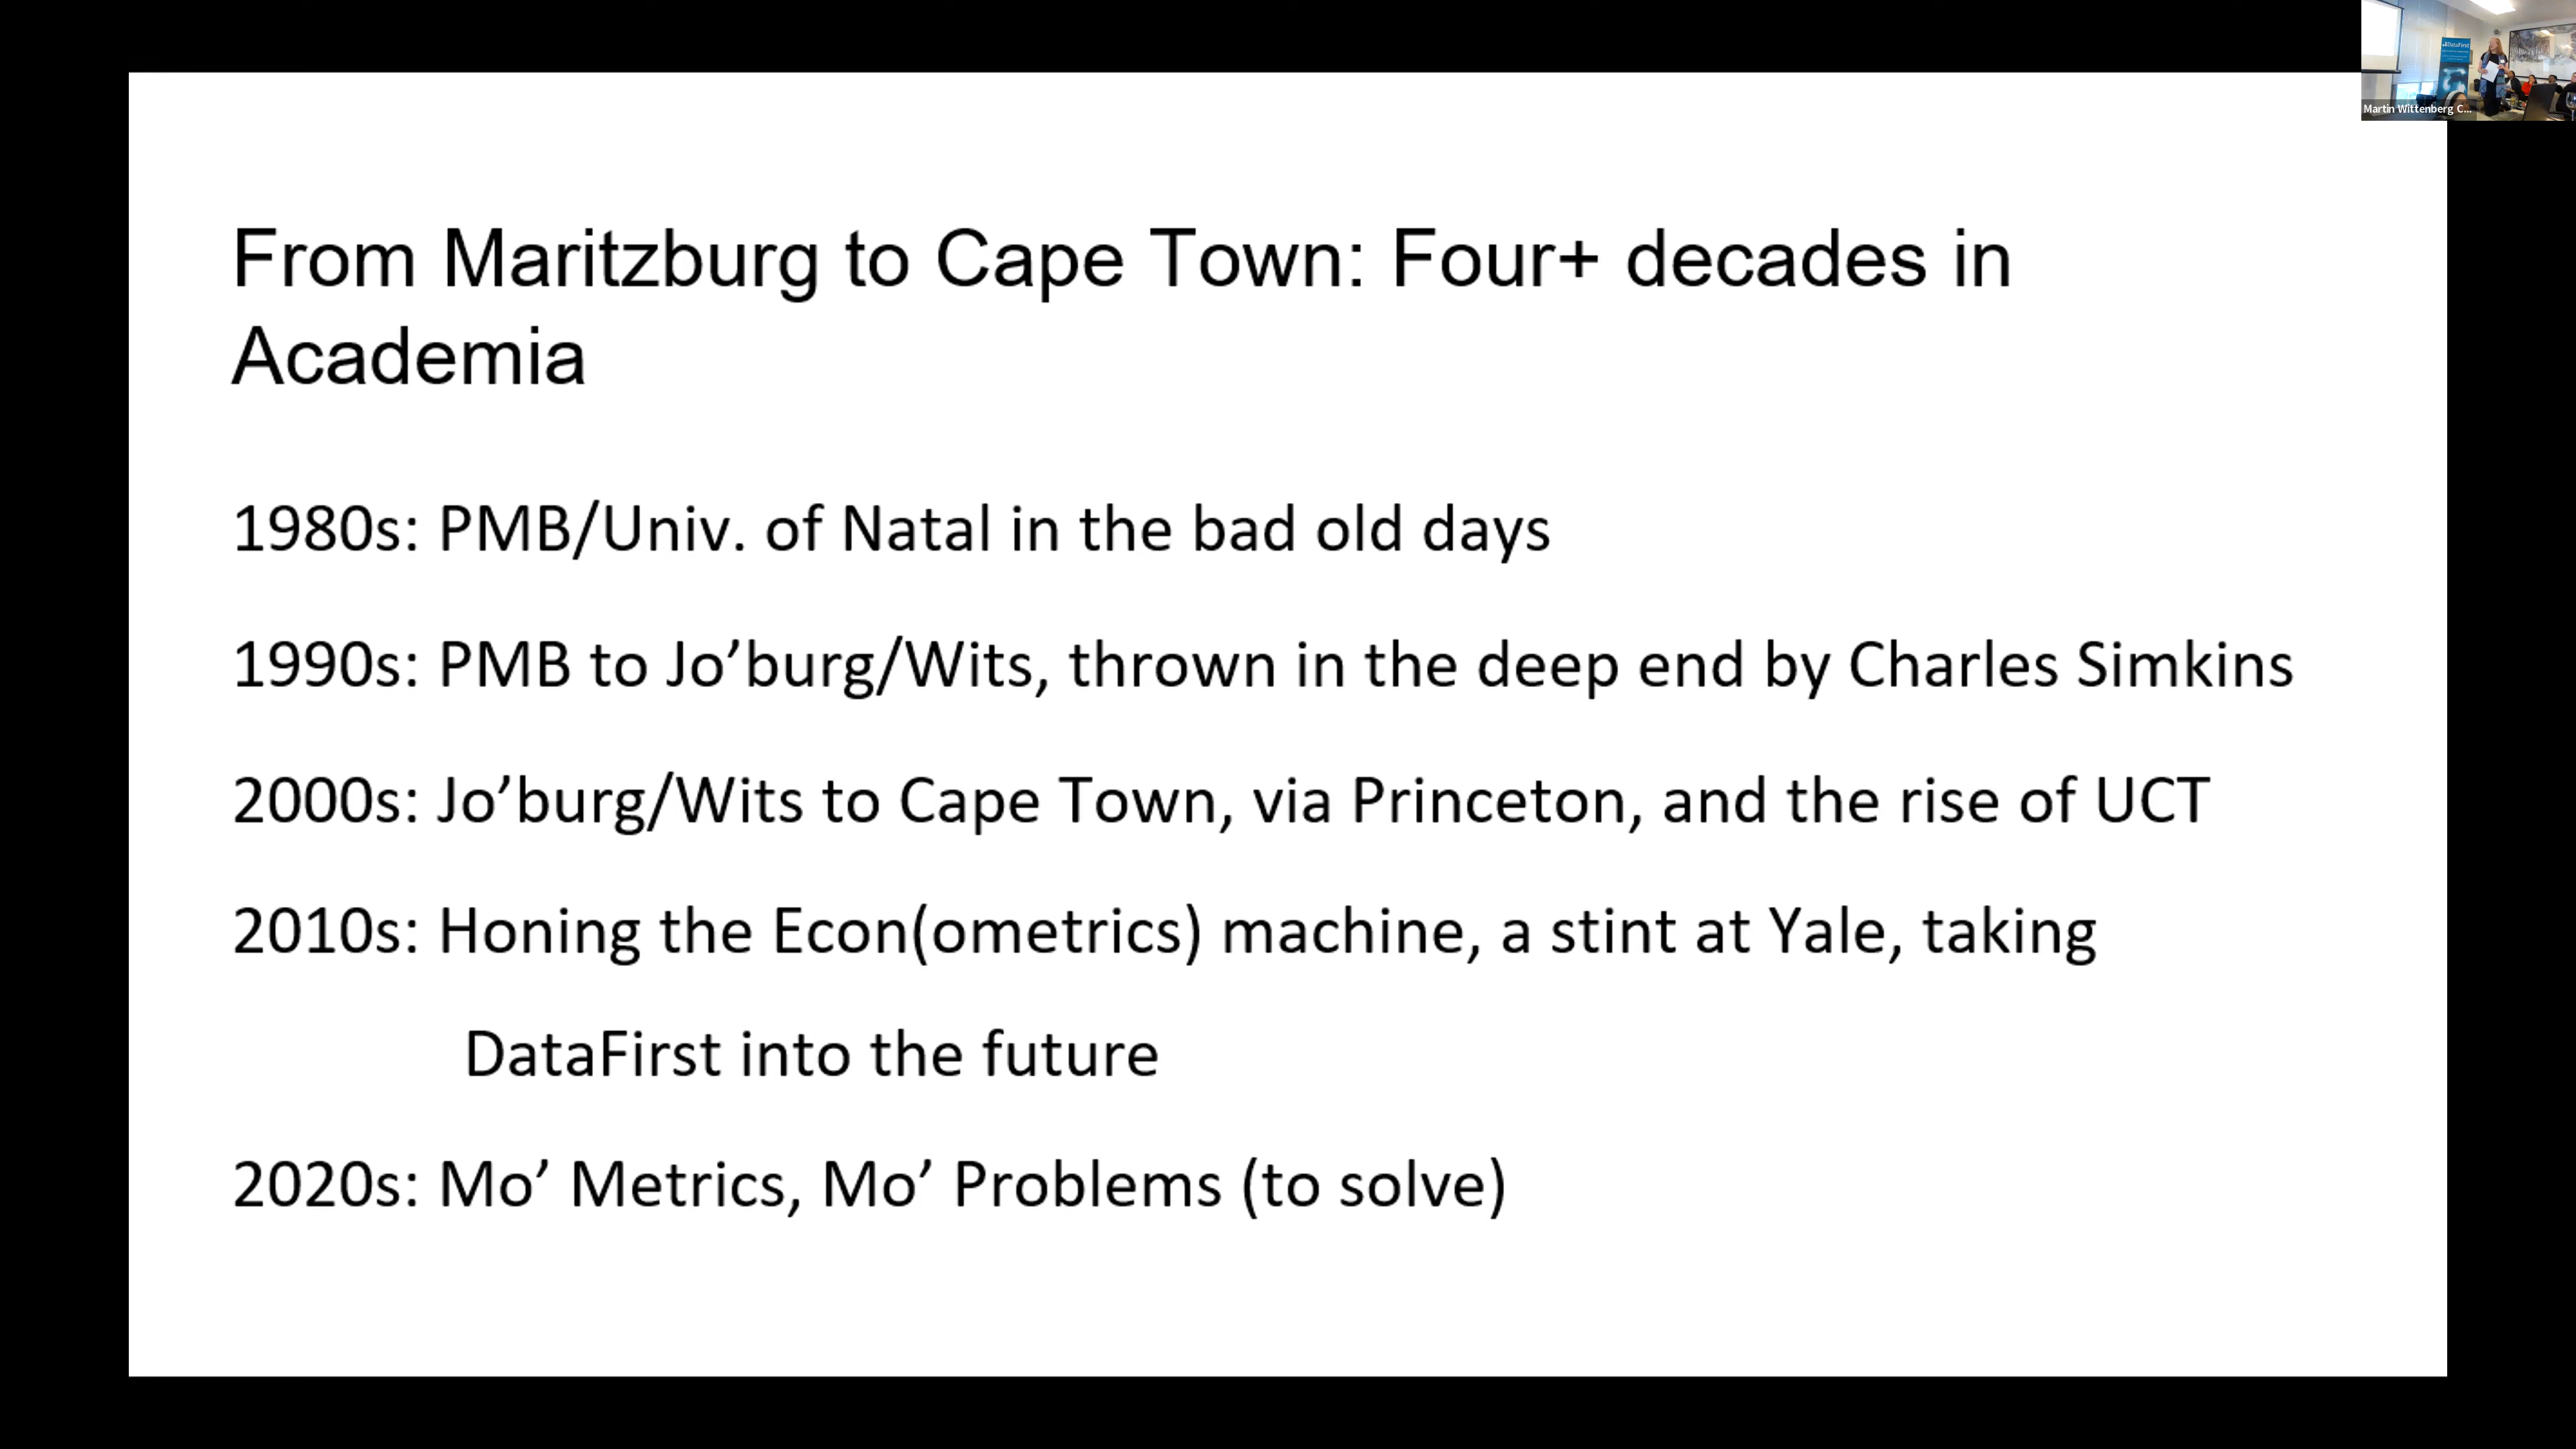 From Maritzburg to Cape Town: Four+ decades in
Academia
1980s: PMB/Univ. of Natal in the bad old days
1990s: PMB to Jo’burg/Wits, thrown in the deep end by Charles Simkins
2000s: Jo’burg/Wits to Cape Town, via Princeton, and the rise of UCT
2010s: Honing the Econ(ometrics) machine, a stint at Yale, taking
DataFirst into the future
2020s: Mo’ Metrics, Mo’ Problems (to solve)
DataFirst
Martin Wittenberg C...